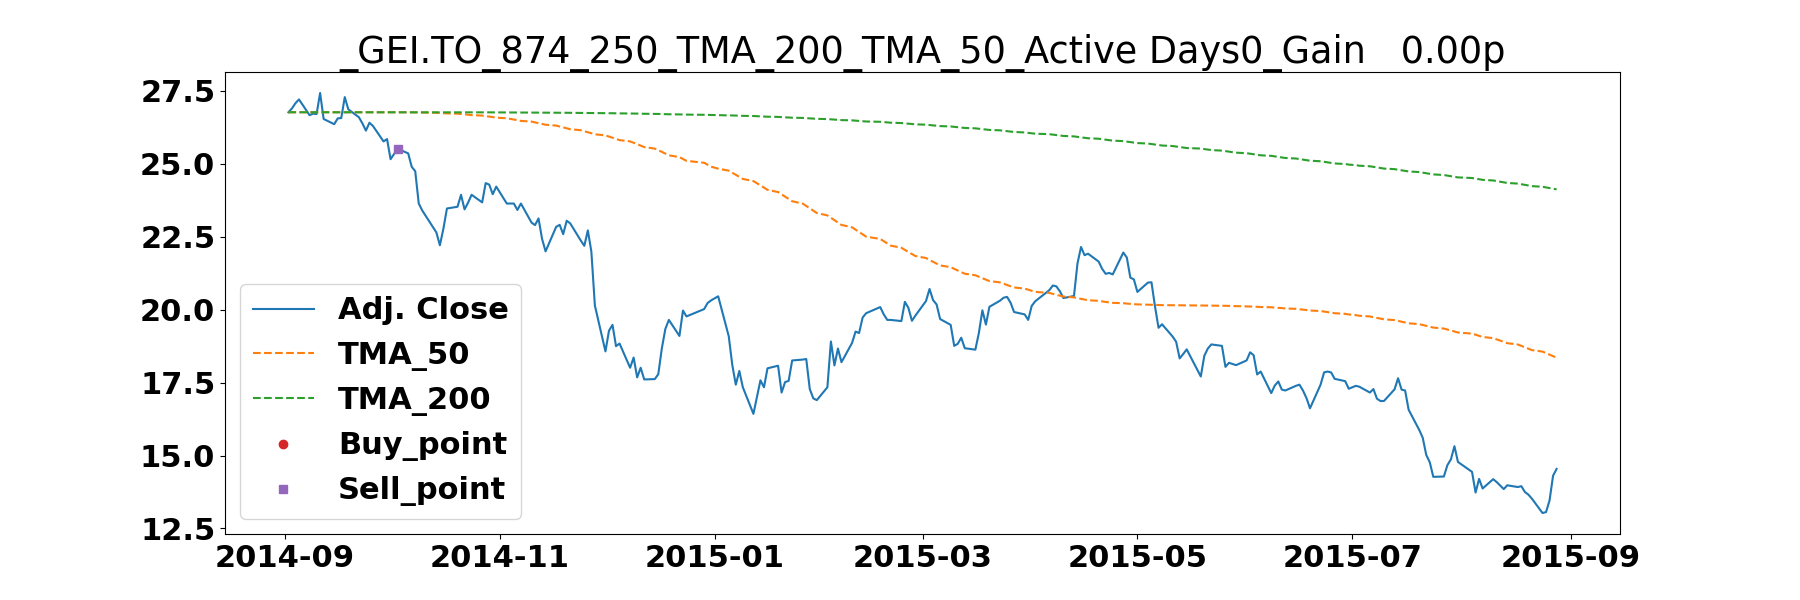 _GEI.TO_874_250_TMA_200_TMA_50_Active Days0_Gain   0.00p
27.5
25.0
22.5
20.0
17.5
15.0
12.5
Adj. Close
TMA_50
TMA_200
Buy_point
Sell_point
2014-09 2014-11 2015-01 2015-03 2015-05 2015-07 2015-09